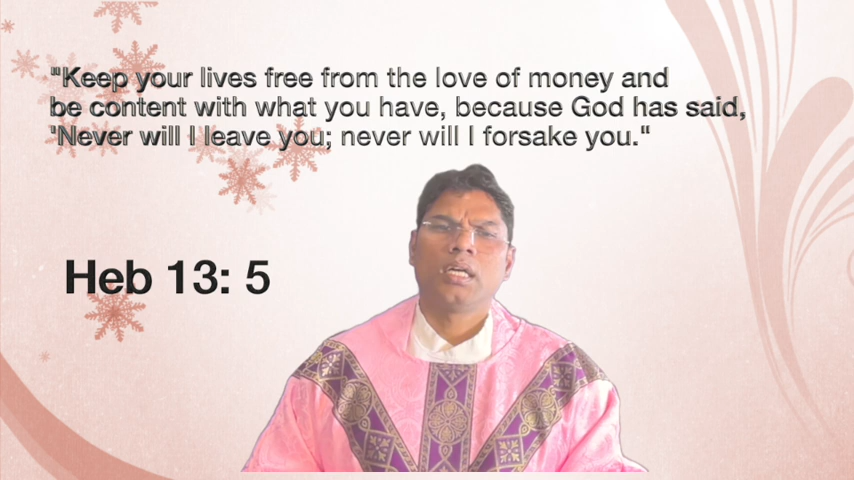 "Keep your lives free from the love of money and
be content with what you have, because God has said,
'Never will I leave you; never will I forsake you."
Heb 13: 5